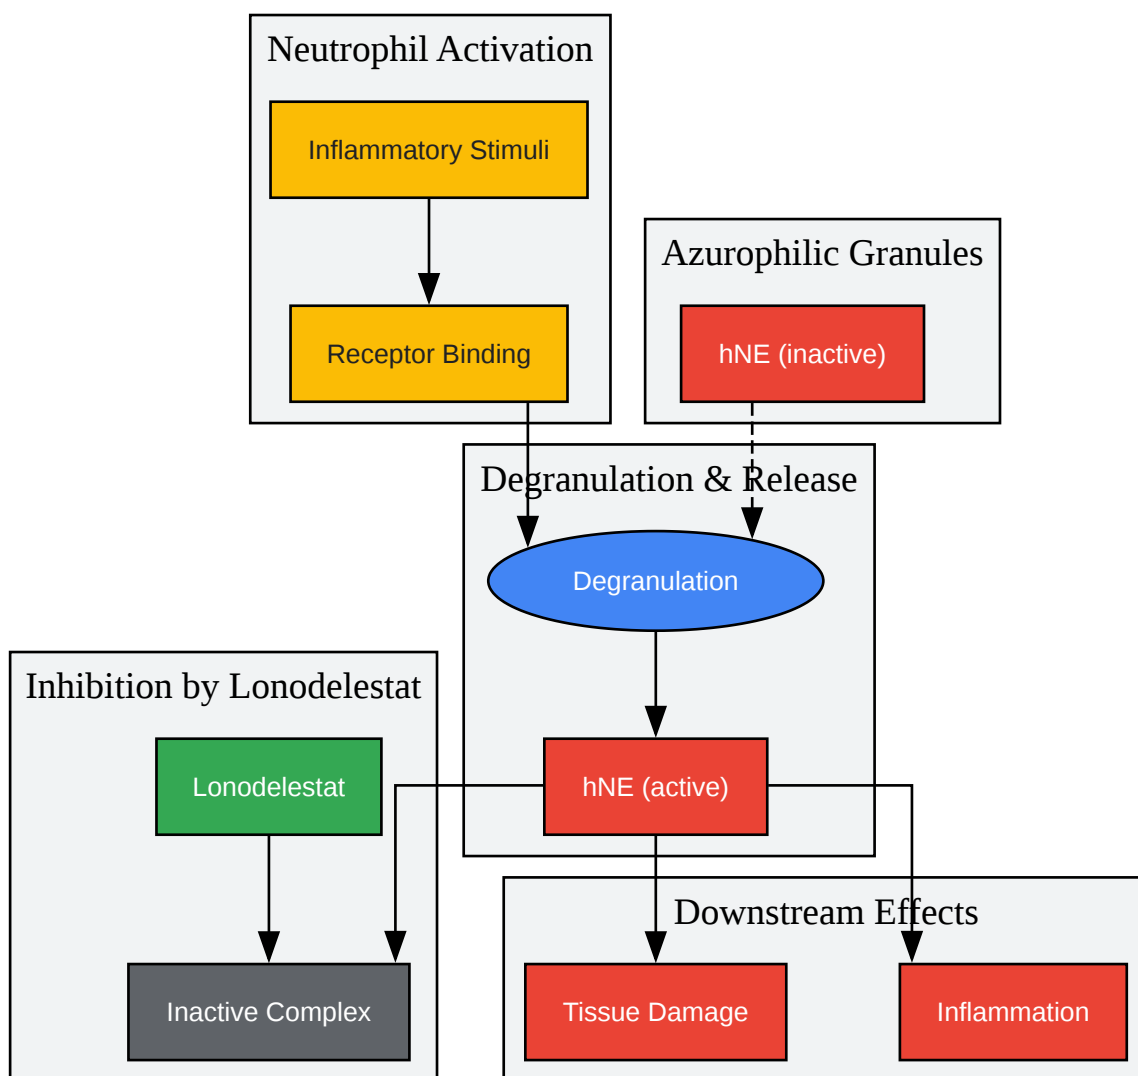 Neutrophil Activation
Inflammatory Stimuli
Receptor Binding
Azurophilic Granules
hNE (inactive)
Degranulation & Release
Degranulation
hNE (active)
Inhibition by Lonodelestat
Lonodelestat
Inactive Complex
Downstream Effects
Tissue Damage
Inflammation